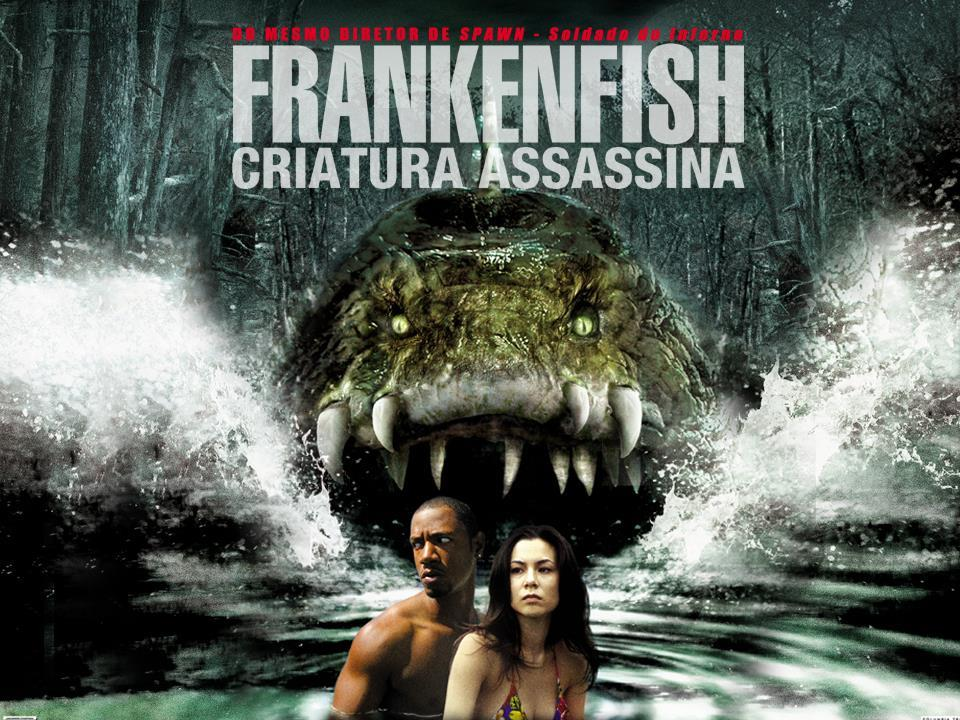 DO MESMO DIRETOR DE SPAWN - Soldado do Inferno
FRANKENFISH
CRIATURA ASSASSINA